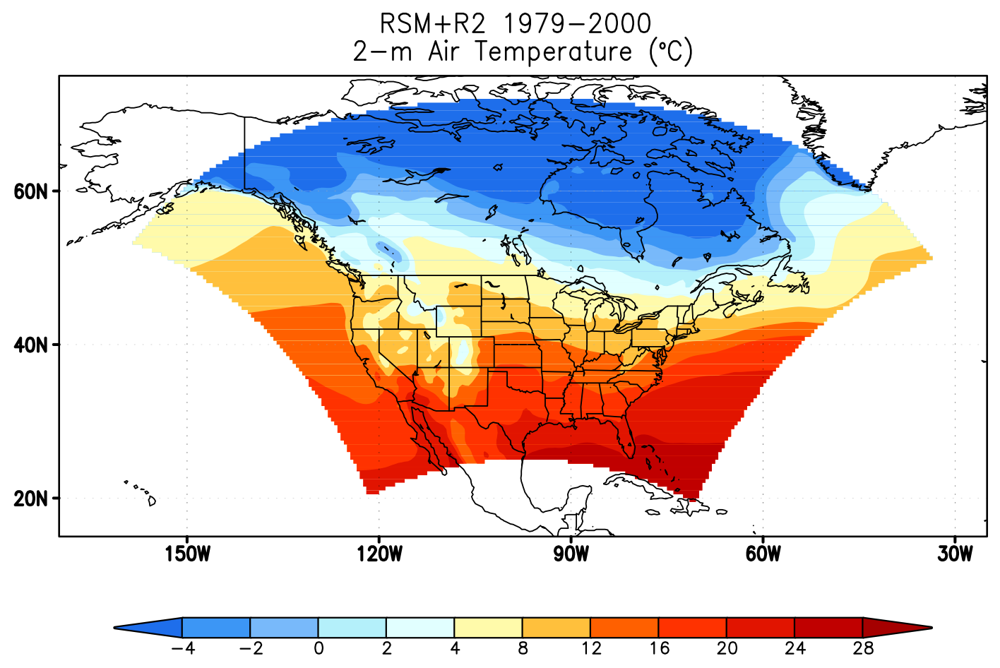 RSM+R2 1979−2000
2−m Air Temperature (°C)
60N
40N
20N
150W 120W 90W 60W 30W
−4 −2 0 2 4 8 12 16 20 24 28